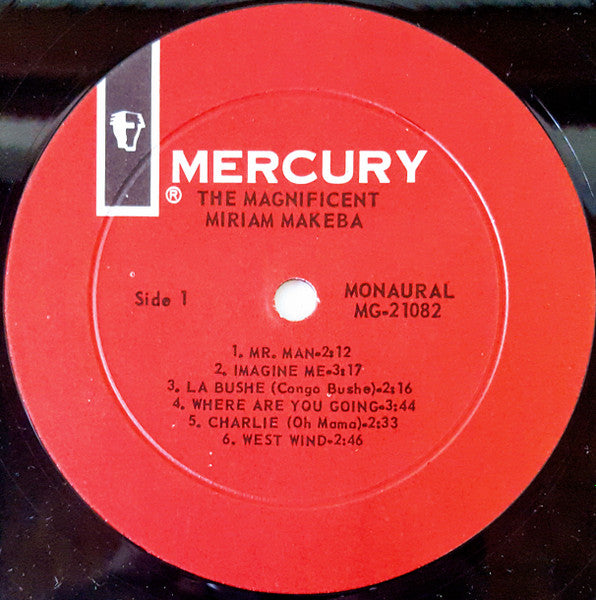 MERCURY
®
THE MAGNIFICENT
MIRIAM MAKEBA
Side 1
MONAURAL
MG-21082
1. MR. MAN-2:12
2. IMAGINE ME-3:17
3. LA BUSHE (Congo Bushe)-2:16
4. WHERE ARE YOU GOING-3:44
5. CHARLIE (Oh Mama)-2:33
6. WEST WIND-2:46